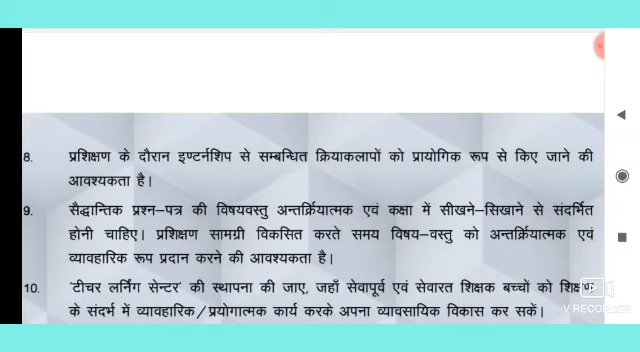 8. प्रशिक्षण के दौरान इण्टर्नशिप से सम्बन्धित क्रियाकलापों को प्रायोगिक रूप से किए जाने की
आवश्यकता है।
9. सैद्धान्तिक प्रश्न–पत्र की विषयवस्तु अन्तर्क्रियात्मक एवं कक्षा में सीखने–सिखाने से संदर्भित
होनी चाहिए। प्रशिक्षण सामग्री विकसित करते समय विषय–वस्तु को अन्तर्क्रियात्मक एवं
व्यावहारिक रूप प्रदान करने की आवश्यकता है।
10. 'टीचर लर्निंग सेन्टर' की स्थापना की जाए, जहाँ सेवापूर्व एवं सेवारत शिक्षक बच्चों को शिक्षण
के संदर्भ में व्यावहारिक/प्रयोगात्मक कार्य करके अपना व्यावसायिक विकास कर सकें।
V RECORDER